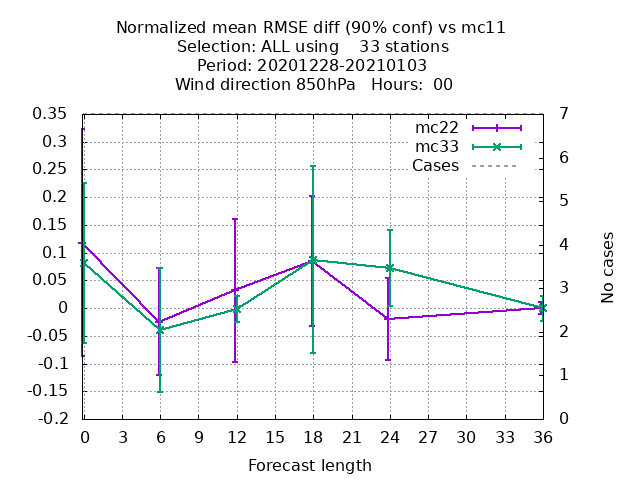 Normalized mean RMSE diff (90% conf) vs mc11
Selection: ALL using    33 stations
Period: 20201228-20210103
Wind direction 850hPa   Hours:  00
0.35
0.3
0.25
0.2
0.15
0.1
0.05
0
-0.05
-0.1
-0.15
-0.2
7
6
5
4
3
2
1
0
mc22
mc33
Cases
No cases
0 3 6 9 12 15 18 21 24 27 30 33 36
Forecast length